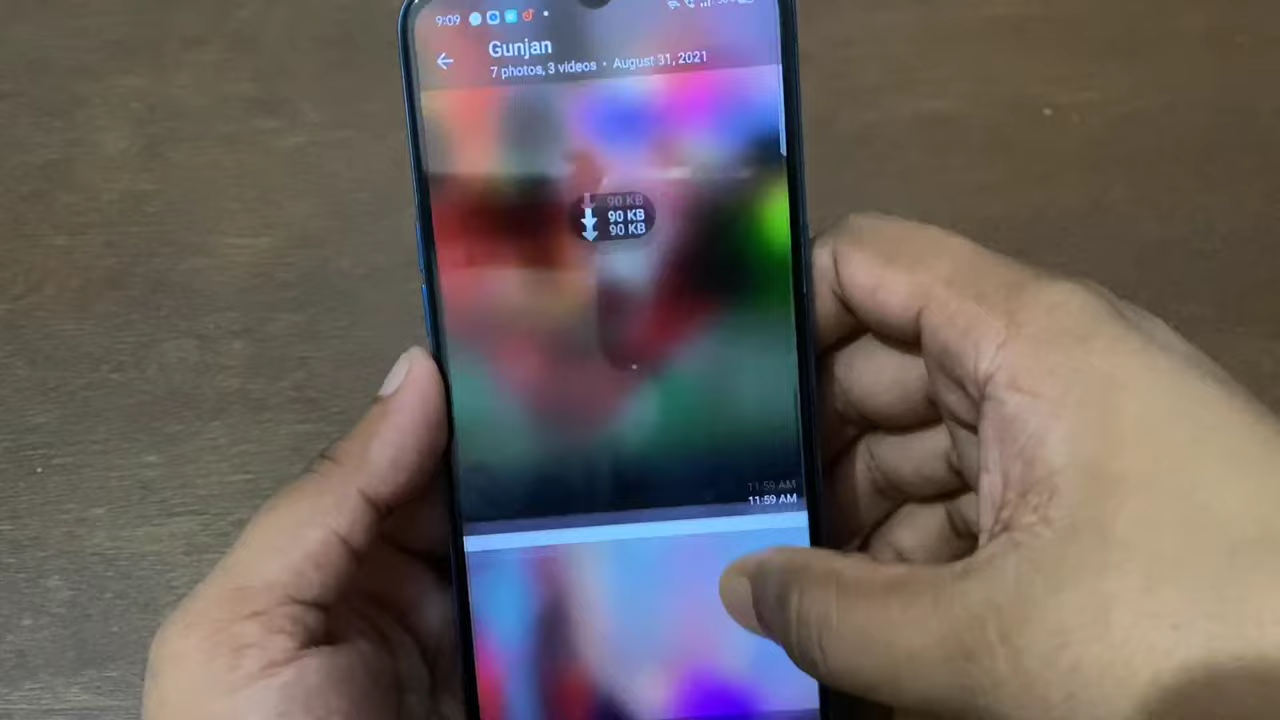 9:09
Gunjan
7 photos, 3 videos • August 31, 2021
90 KB
90 KB
90 KB
11:59 AM
11:59 AM